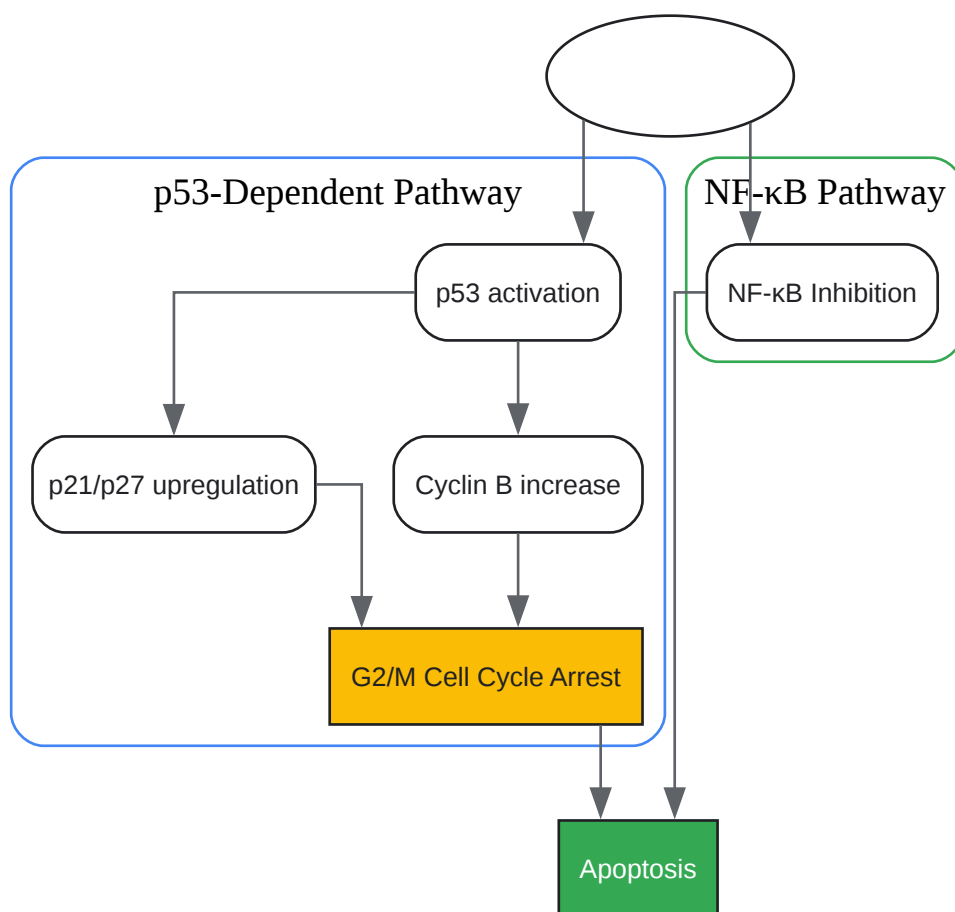 p53-Dependent Pathway
NF-κB Pathway
p53 activation
NF-κB Inhibition
p21/p27 upregulation
Cyclin B increase
G2/M Cell Cycle Arrest
Apoptosis